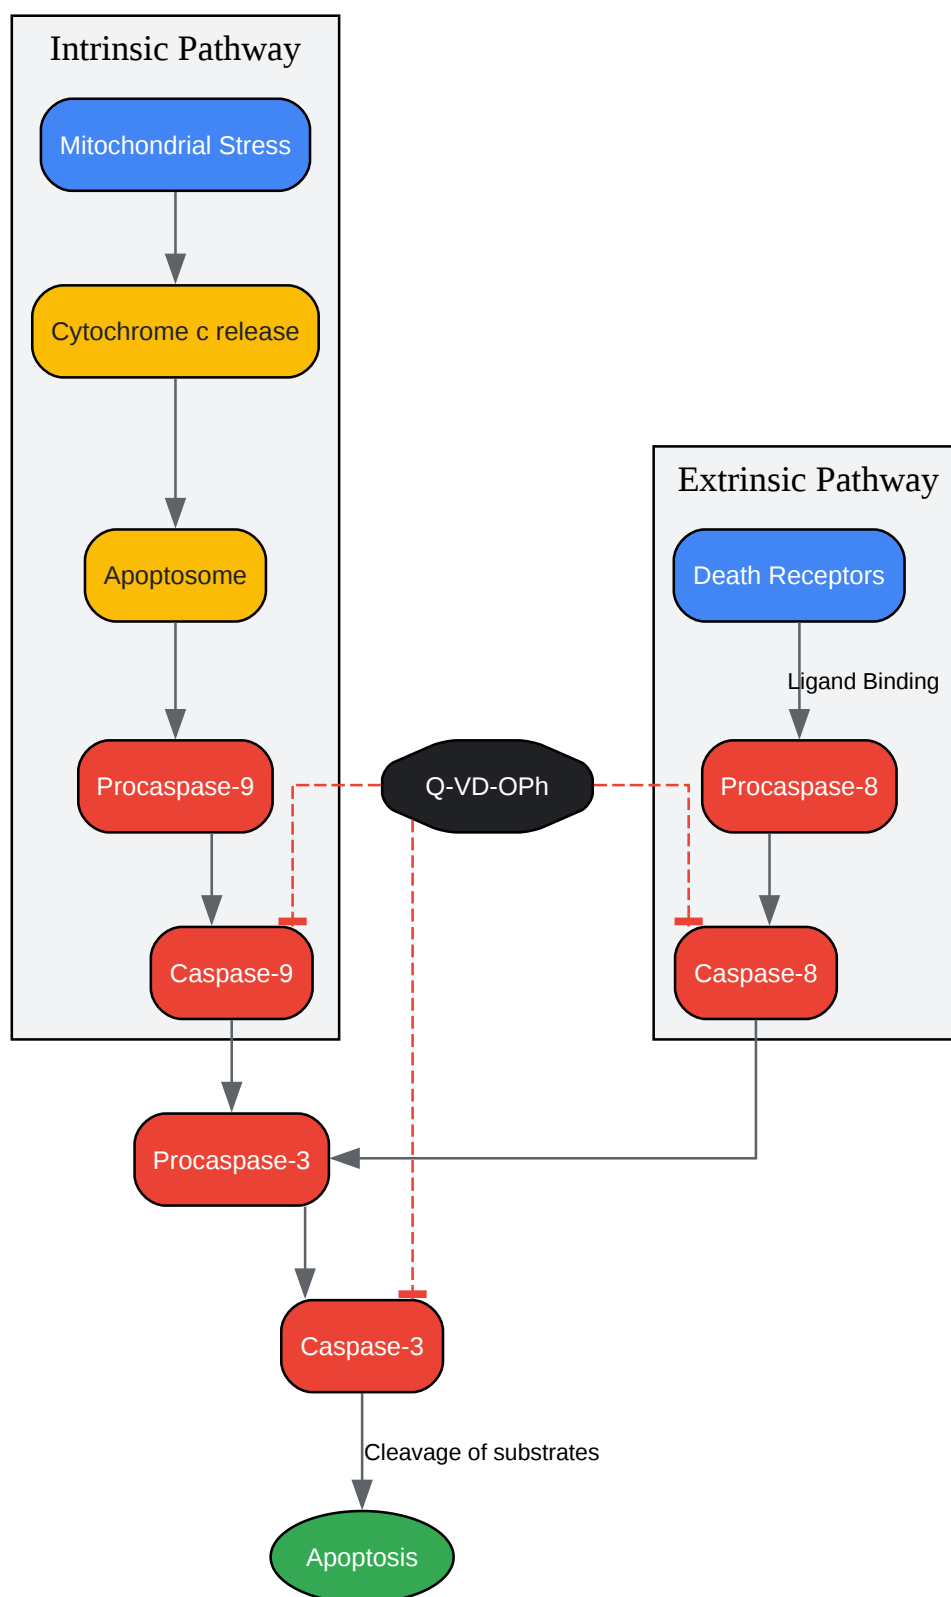 Intrinsic Pathway
Mitochondrial Stress
Cytochrome c release
Apoptosome
Procaspase-9
Caspase-9
Extrinsic Pathway
Death Receptors
Ligand Binding
Procaspase-8
Caspase-8
Q-VD-OPh
Procaspase-3
Caspase-3
Cleavage of substrates
Apoptosis